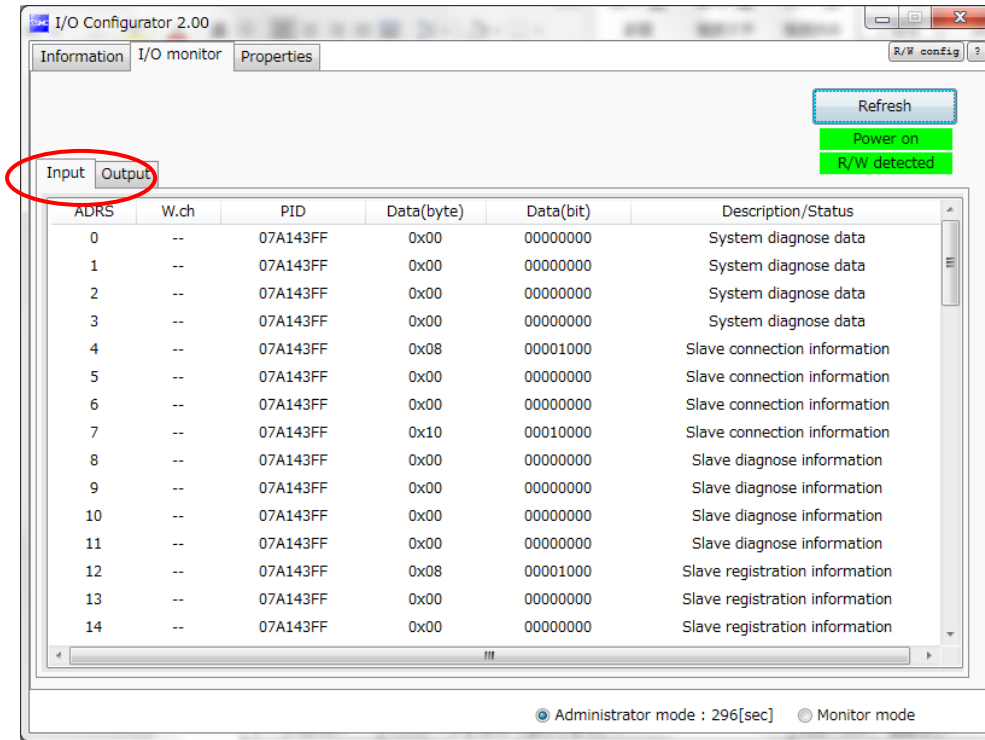 I/O Configurator 2.00
Information I/O monitor Properties R/W config ?
Refresh
Power on
R/W detected
Input Output
ADRS W.ch PID Data(byte) Data(bit) Description/Status
0 -- 07A143FF 0x00 00000000 System diagnose data
1 -- 07A143FF 0x00 00000000 System diagnose data
2 -- 07A143FF 0x00 00000000 System diagnose data
3 -- 07A143FF 0x00 00000000 System diagnose data
4 -- 07A143FF 0x08 00001000 Slave connection information
5 -- 07A143FF 0x00 00000000 Slave connection information
6 -- 07A143FF 0x00 00000000 Slave connection information
7 -- 07A143FF 0x10 00010000 Slave connection information
8 -- 07A143FF 0x00 00000000 Slave diagnose information
9 -- 07A143FF 0x00 00000000 Slave diagnose information
10 -- 07A143FF 0x00 00000000 Slave diagnose information
11 -- 07A143FF 0x00 00000000 Slave diagnose information
12 -- 07A143FF 0x08 00001000 Slave registration information
13 -- 07A143FF 0x00 00000000 Slave registration information
14 -- 07A143FF 0x00 00000000 Slave registration information
Administrator mode : 296[sec] Monitor mode